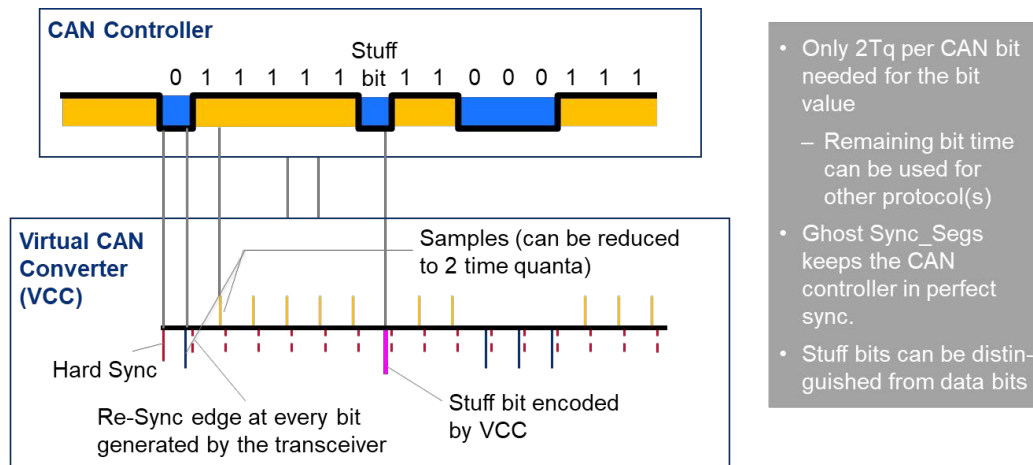 CAN Controller
Stuff
bit
0 1 1 1 1 1 1 1 0 0 0 1 1 1
Virtual CAN
Converter
(VCC)
Samples (can be reduced
to 2 time quanta)
Hard Sync
Re-Sync edge at every bit
generated by the transceiver
Stuff bit encoded
by VCC
• Only 2Tq per CAN bit
needed for the bit
value
– Remaining bit time
can be used for
other protocol(s)
• Ghost Sync_Segs
keeps the CAN
controller in perfect
sync.
• Stuff bits can be distin-
guished from data bits